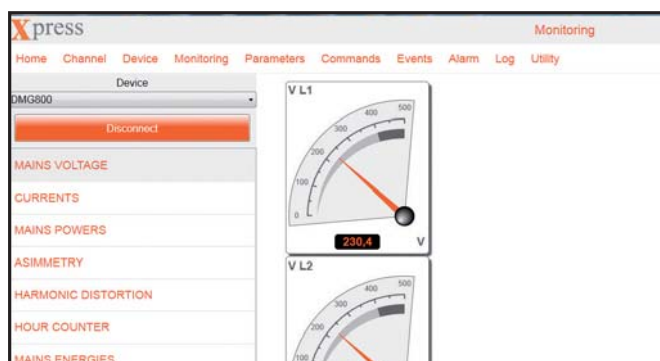 Xpress
Monitoring
Home Channel Device Monitoring Parameters Commands Events Alarm Log Utility
Device
DMG800
Disconnect
MAINS VOLTAGE
CURRENTS
MAINS POWERS
ASIMMETRY
HARMONIC DISTORTION
HOUR COUNTER
MAINS ENERGIES
V L1
0 100 200 300 400 500
230,4 V
V L2
100 200 300 400 500